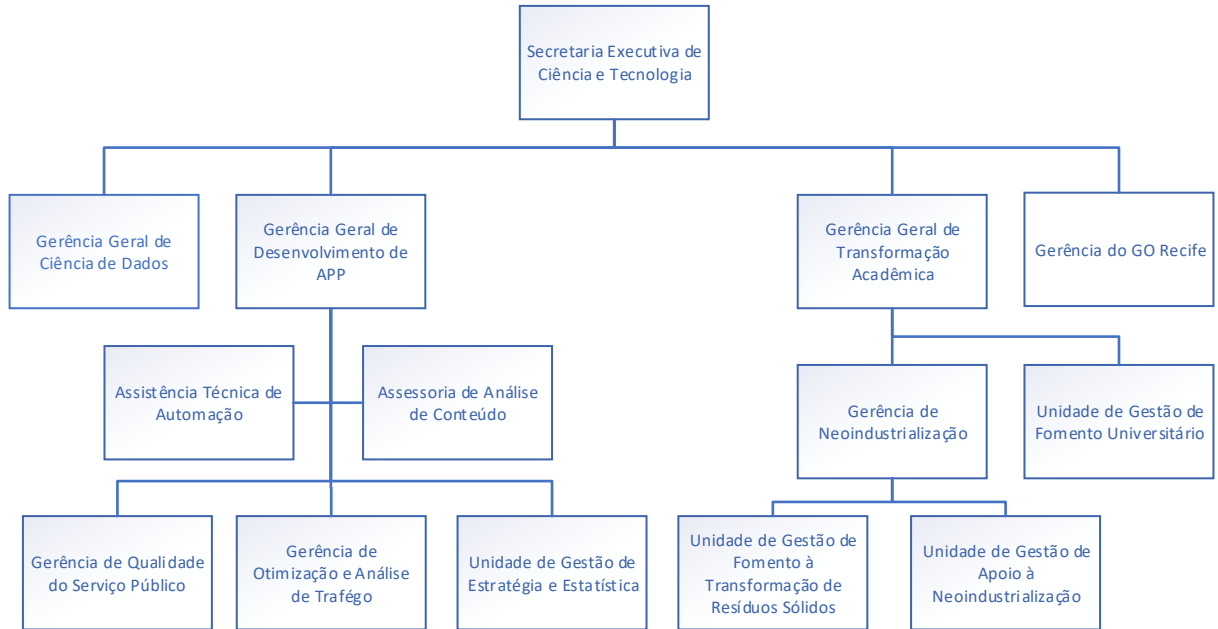 Secretaria Executiva de
Ciência e Tecnologia
Gerência Geral de
Ciência de Dados
Gerência Geral de
Desenvolvimento de
APP
Gerência Geral de
Transformação
Acadêmica
Gerência do GO Recife
Assistência Técnica de
Automação
Assessoria de Análise
de Conteúdo
Gerência de
Neoindustrialização
Unidade de Gestão de
Fomento Universitário
Gerência de Qualidade
do Serviço Público
Gerência de
Otimização e Análise
de Trafégo
Unidade de Gestão de
Estratégia e Estatística
Unidade de Gestão de
Fomento à
Transformação de
Resíduos Sólidos
Unidade de Gestão de
Apoio à
Neoindustrialização